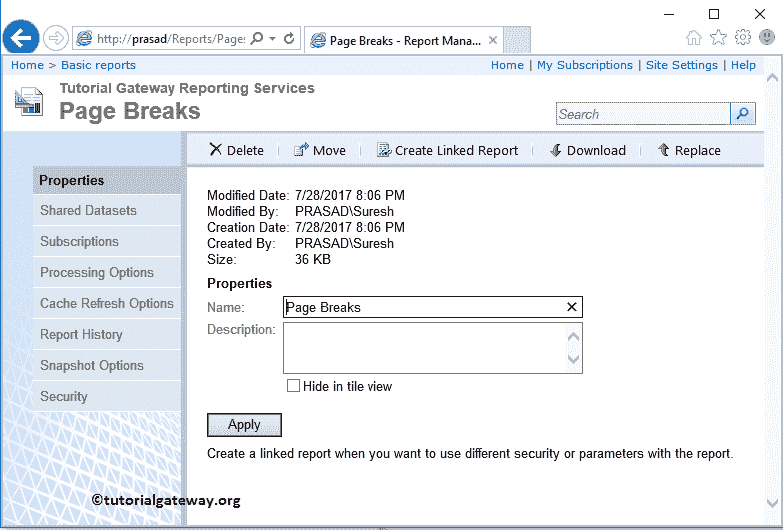 http://prasad/Reports/Page
Page Breaks - Report Mana...
Home > Basic reports
Home | My Subscriptions | Site Settings | Help
Tutorial Gateway Reporting Services
Page Breaks
Search
Delete | Move | Create Linked Report | Download | Replace
Properties
Shared Datasets
Subscriptions
Processing Options
Cache Refresh Options
Report History
Snapshot Options
Security
Modified Date: 7/28/2017 8:06 PM
Modified By: PRASAD\Suresh
Creation Date: 7/28/2017 8:06 PM
Created By: PRASAD\Suresh
Size: 36 KB
Properties
Name: Page Breaks
Description:
Hide in tile view
Apply
Create a linked report when you want to use different security or parameters with the report.
©tutorialgateway.org